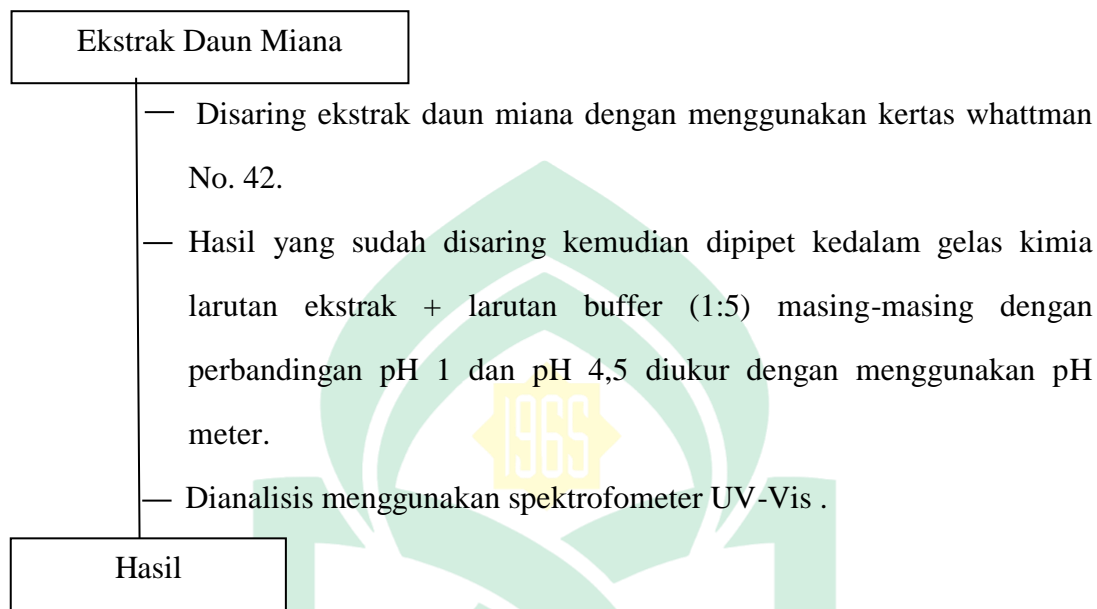 Ekstrak Daun Miana
— Disaring ekstrak daun miana dengan menggunakan kertas whattman
No. 42.
— Hasil yang sudah disaring kemudian dipipet kedalam gelas kimia
larutan ekstrak + larutan buffer (1:5) masing-masing dengan
perbandingan pH 1 dan pH 4,5 diukur dengan menggunakan pH
1965
meter.
— Dianalisis menggunakan spektrofometer UV-Vis .
Hasil